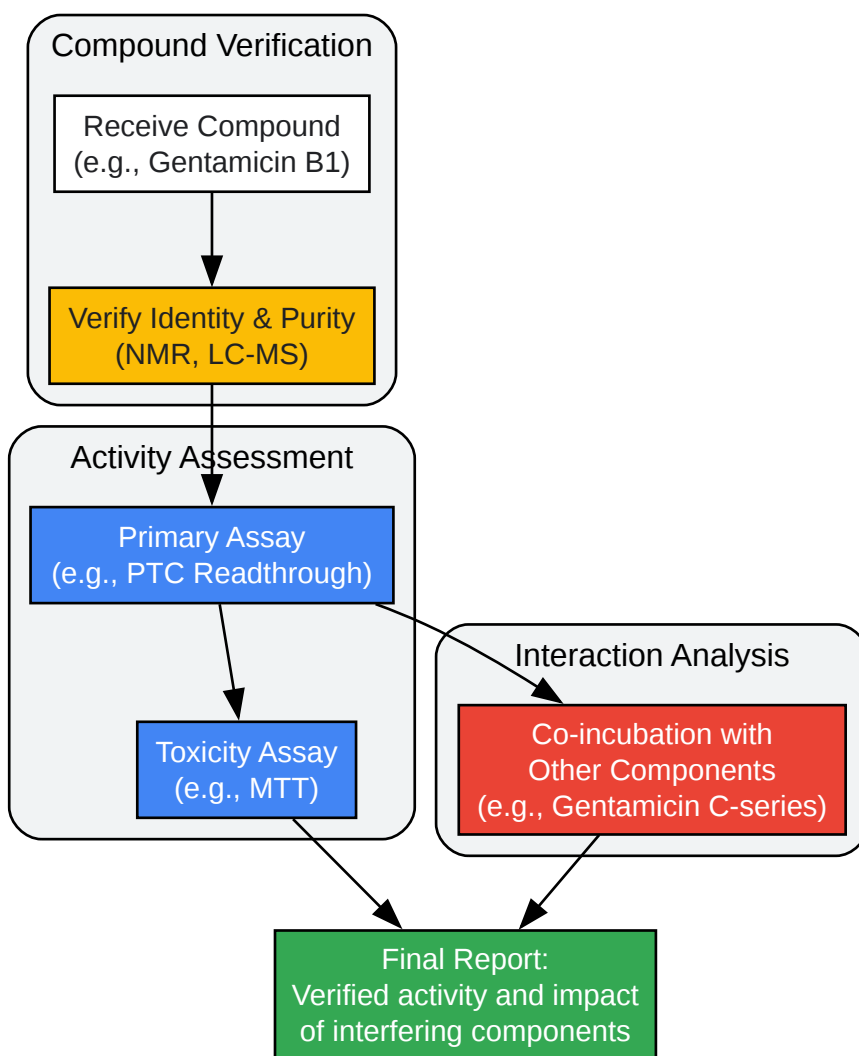 Compound Verification
Receive Compound
(e.g., Gentamicin B1)
Verify Identity & Purity
(NMR, LC-MS)
Activity Assessment
Primary Assay
(e.g., PTC Readthrough)
Interaction Analysis
Toxicity Assay
(e.g., MTT)
Co-incubation with
Other Components
(e.g., Gentamicin C-series)
Final Report:
Verified activity and impact
of interfering components